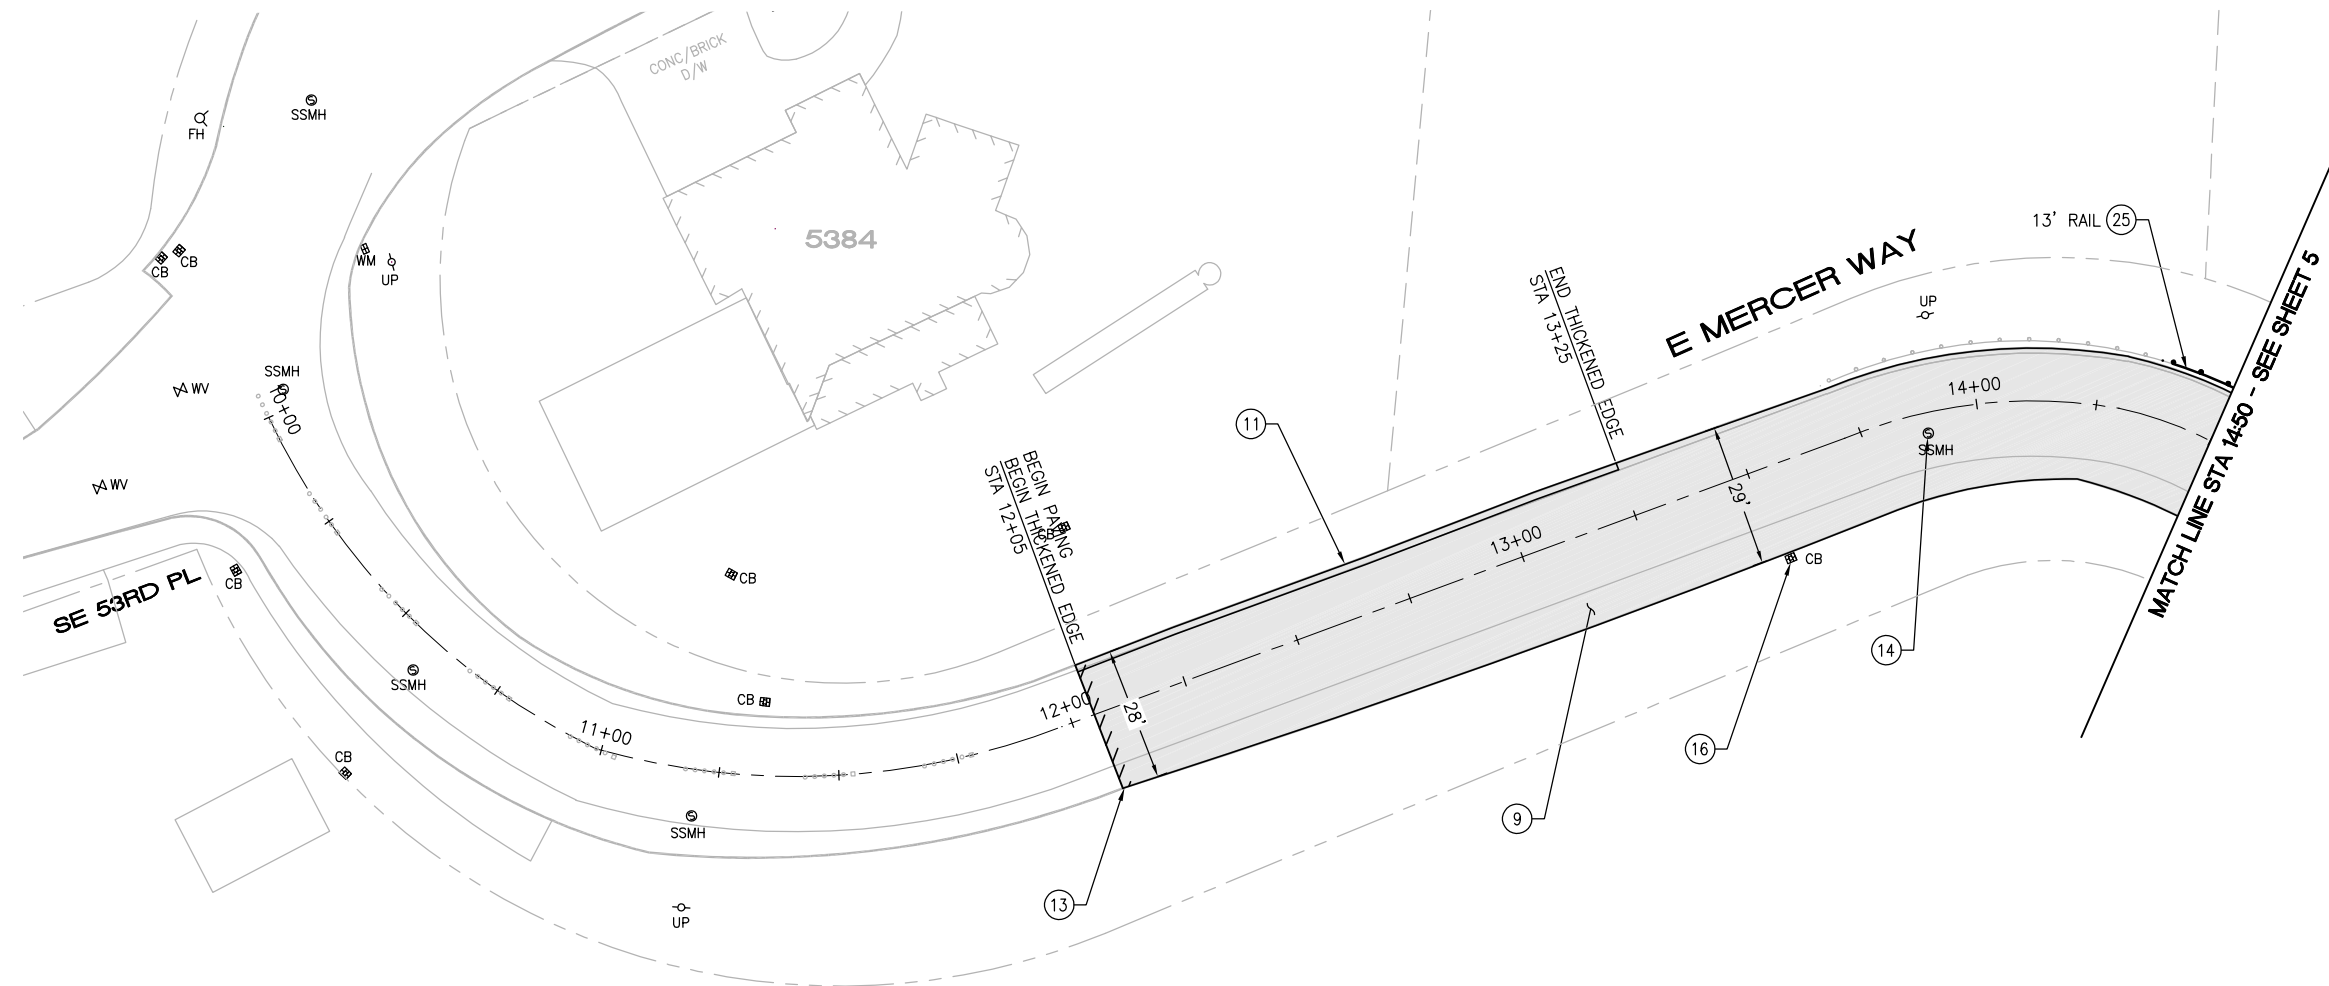 CONC/BRICK
D/W
SSMH
FH
CB
CB
WM
UP
5384
13' RAIL 25
E MERCER WAY
UP
END THICKENED EDGE
STA 13+25
MATCH LINE STA 14+50 - SEE SHEET 5
SSMH
10+00
WV
WV
11
14+00
SSMH
29'
BEGIN PAVING
BEGIN THICKENED EDGE
STA 12+05
CB
CB
13+00
CB
CB
SE 53RD PL
14
SSMH
CB
12+00
28'
11+00
16
CB
9
SSMH
13
UP